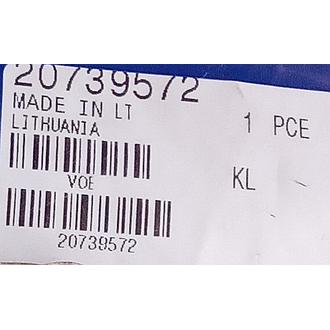 20739572
MADE IN LT
LITHUANIA
1 PCE
VOE
KL
20739572